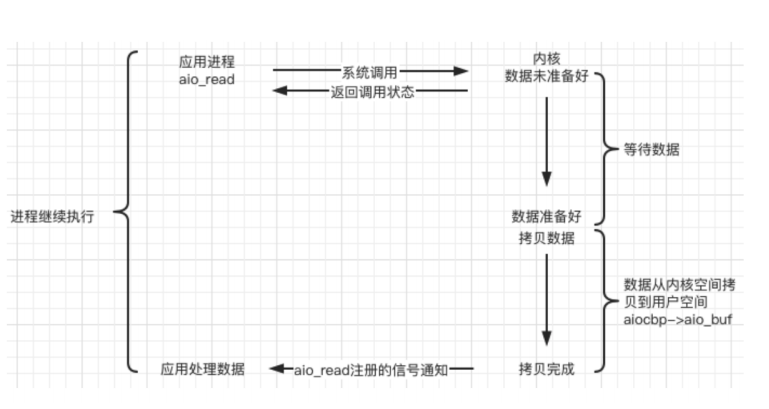 应用进程
aio_read
系统调用
返回调用状态
内核
数据未准备好
等待数据
进程继续执行
数据准备好
拷贝数据
数据从内核空间拷
贝到用户空间
aiocbp->aio_buf
应用处理数据
aio_read注册的信号通知
拷贝完成